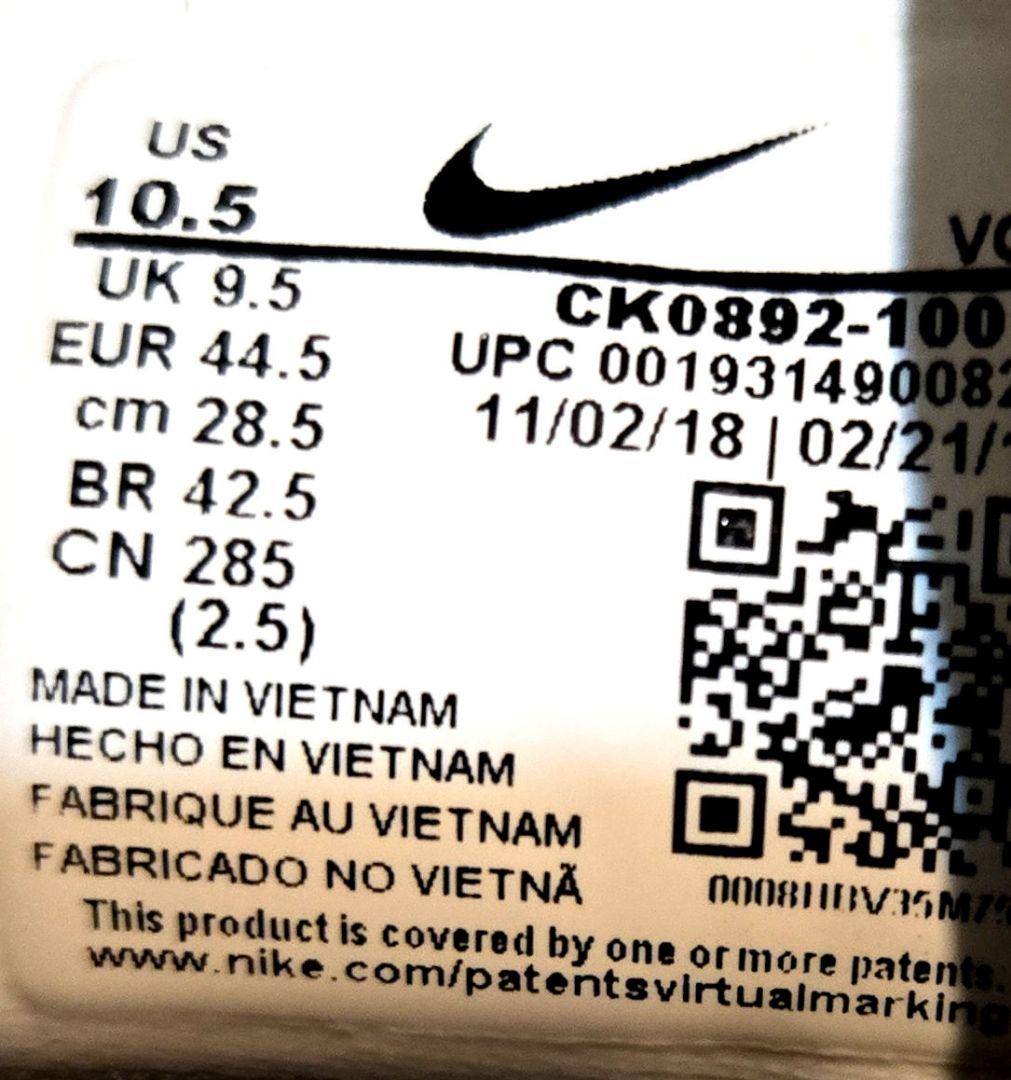 US
10.5
VO
UK 9.5
CK0892-100
EUR 44.5
UPC 00193149008
cm 28.5
11/02/18 | 02/21/
BR 42.5
CN 285
(2.5)
MADE IN VIETNAM
HECHO EN VIETNAM
FABRIQUE AU VIETNAM
FABRICADO NO VIETNÃ
This product is covered by one or more patents.
www.nike.com/patentsvirtualmarking